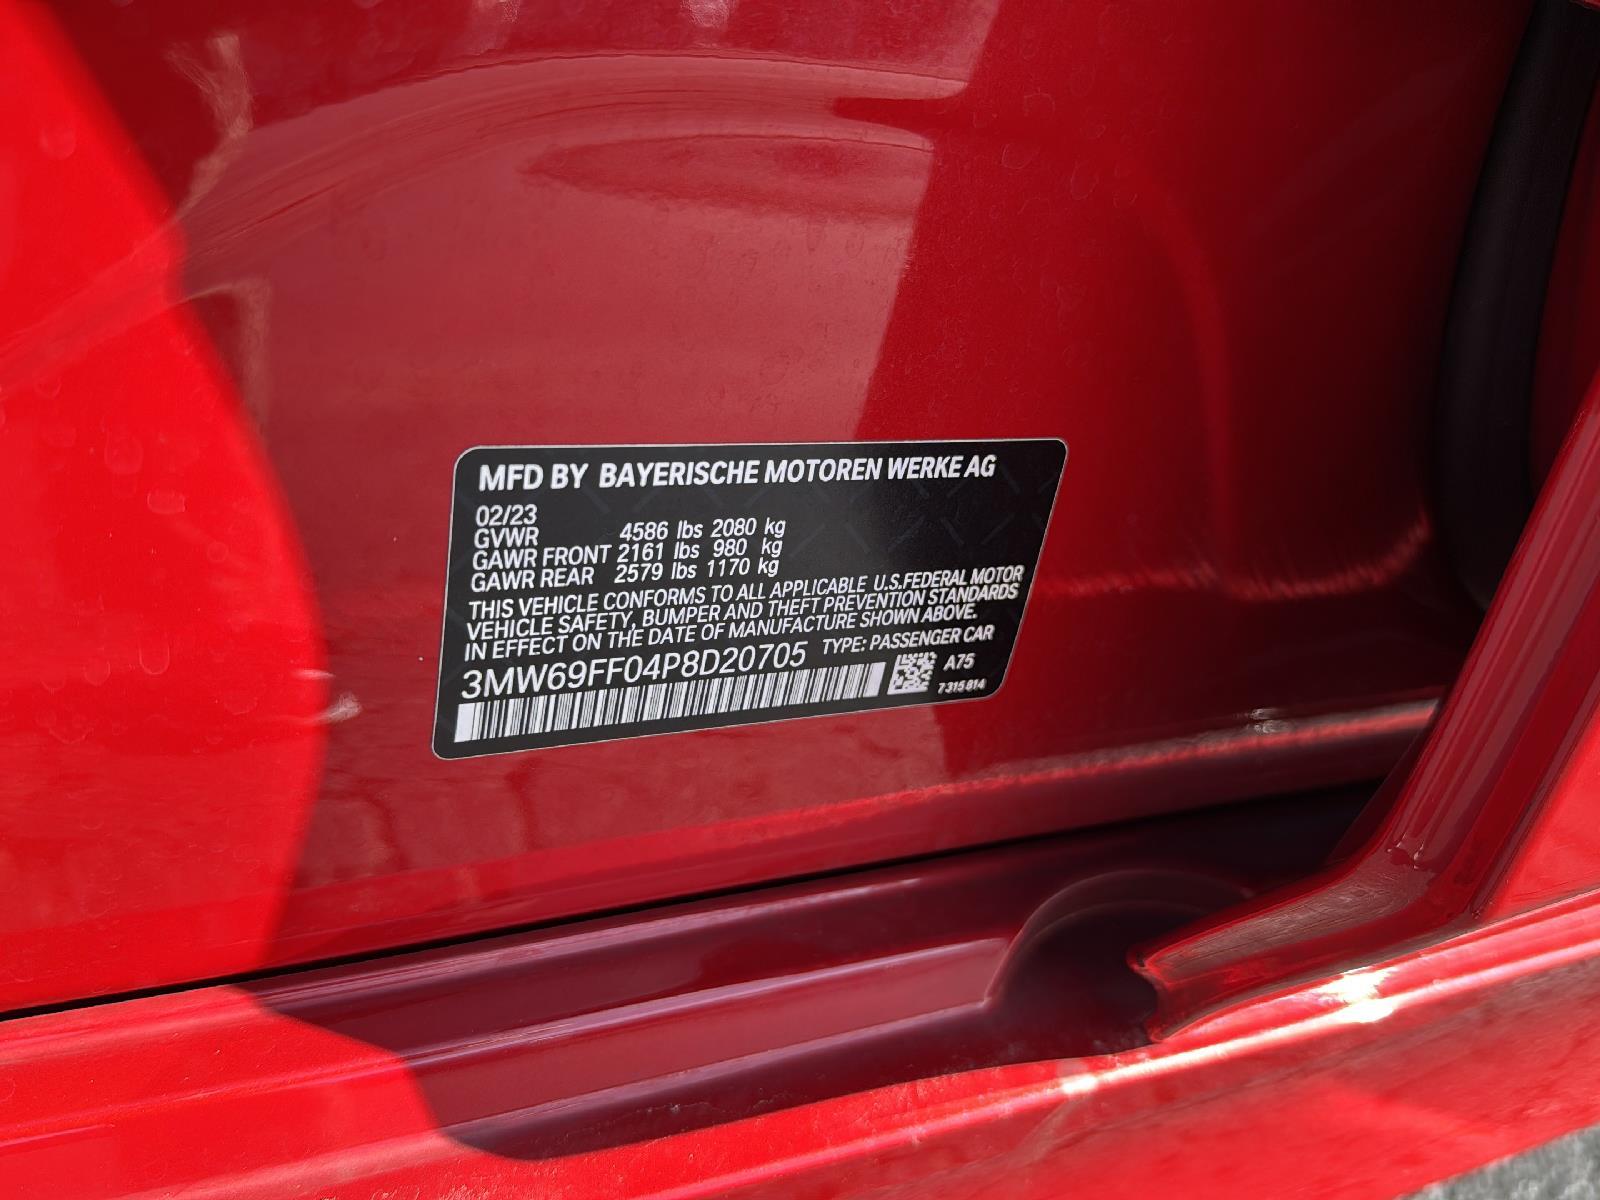 MFD BY BAYERISCHE MOTOREN WERKE AG
02/23
GVWR 4586 lbs 2080 kg
GAWR FRONT 2161 lbs 980 kg
GAWR REAR 2579 lbs 1170 kg
THIS VEHICLE CONFORMS TO ALL APPLICABLE U.S.FEDERAL MOTOR
VEHICLE SAFETY, BUMPER AND THEFT PREVENTION STANDARDS
IN EFFECT ON THE DATE OF MANUFACTURE SHOWN ABOVE.
3MW69FF04P8D20705 TYPE: PASSENGER CAR
A75
7 315 814